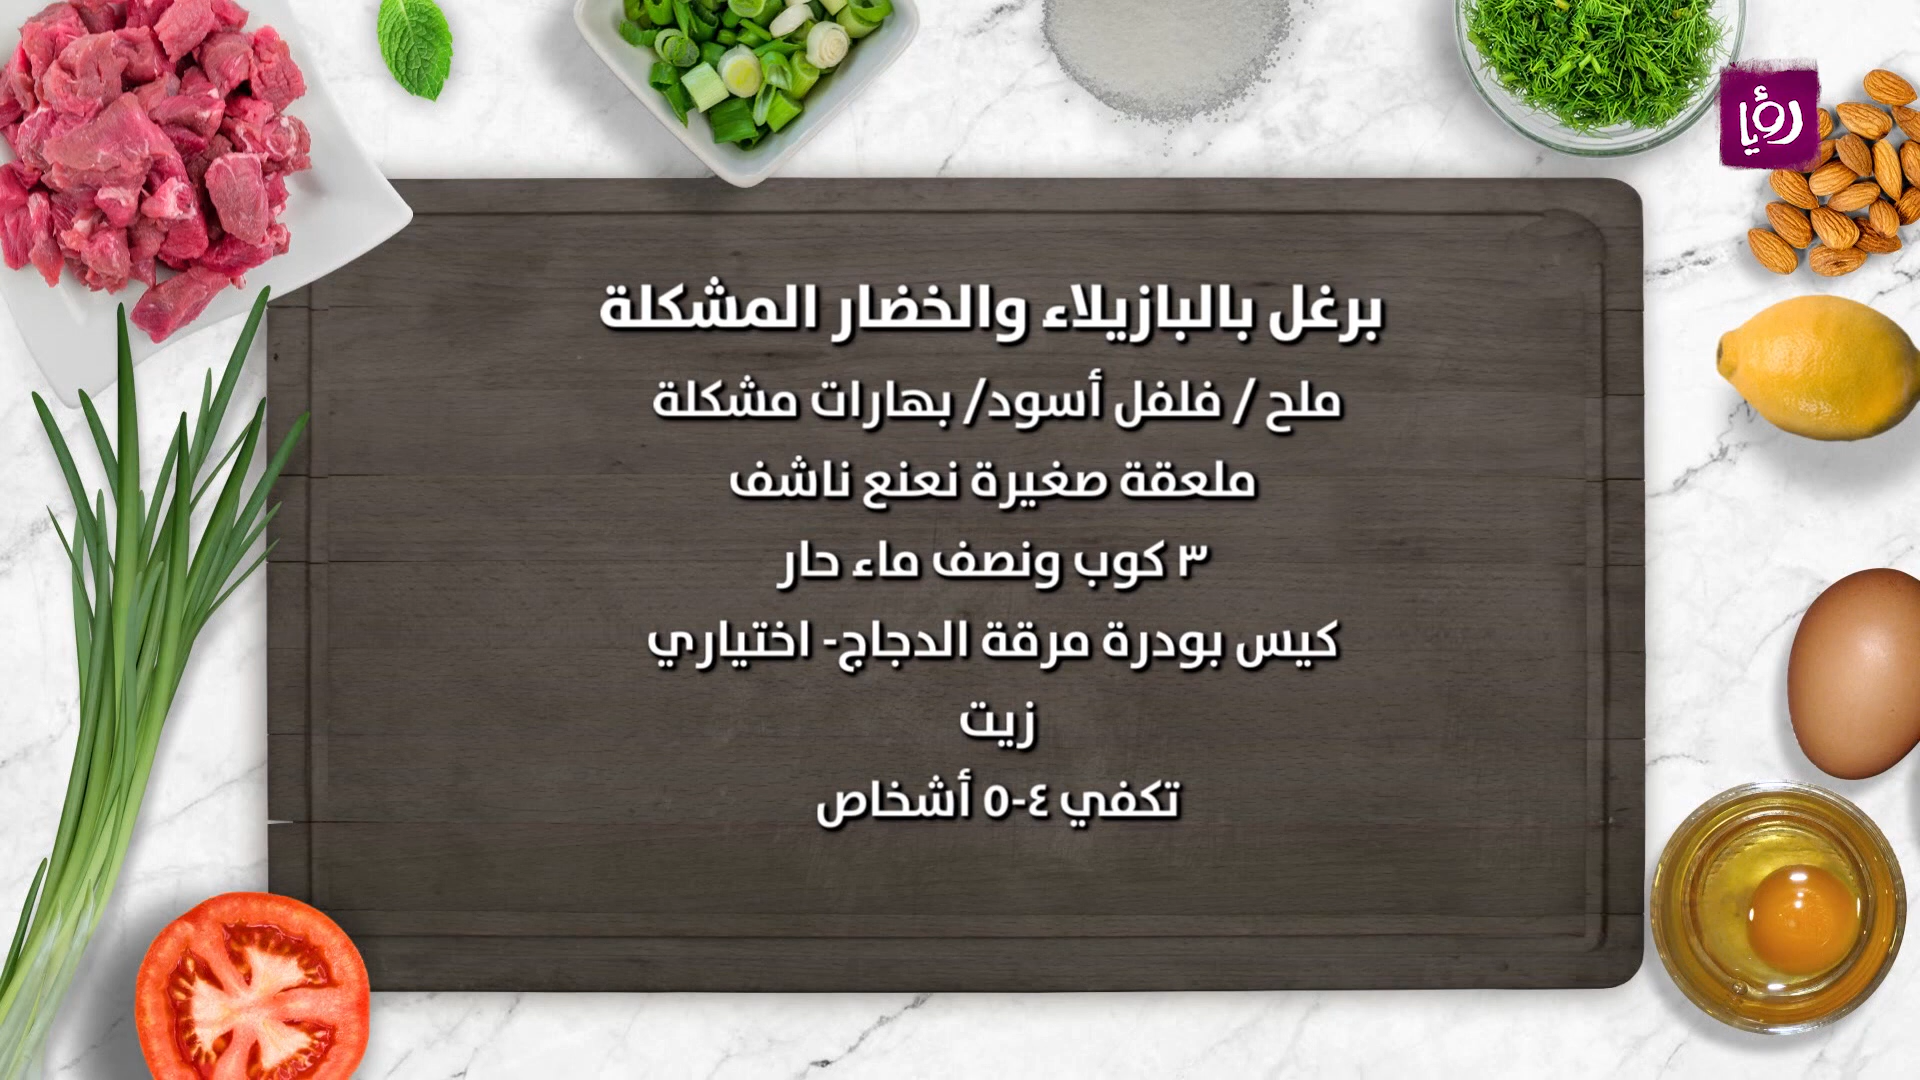 رؤيا
برغل بالبازيلاء والخضار المشكلة
ملح / فلفل أسود/ بهارات مشكلة
ملعقة صغيرة نعنع ناشف
٣ كوب ونصف ماء حار
كيس بودرة مرقة الدجاج- اختياري
زيت
تكفي ٤-٥ أشخاص